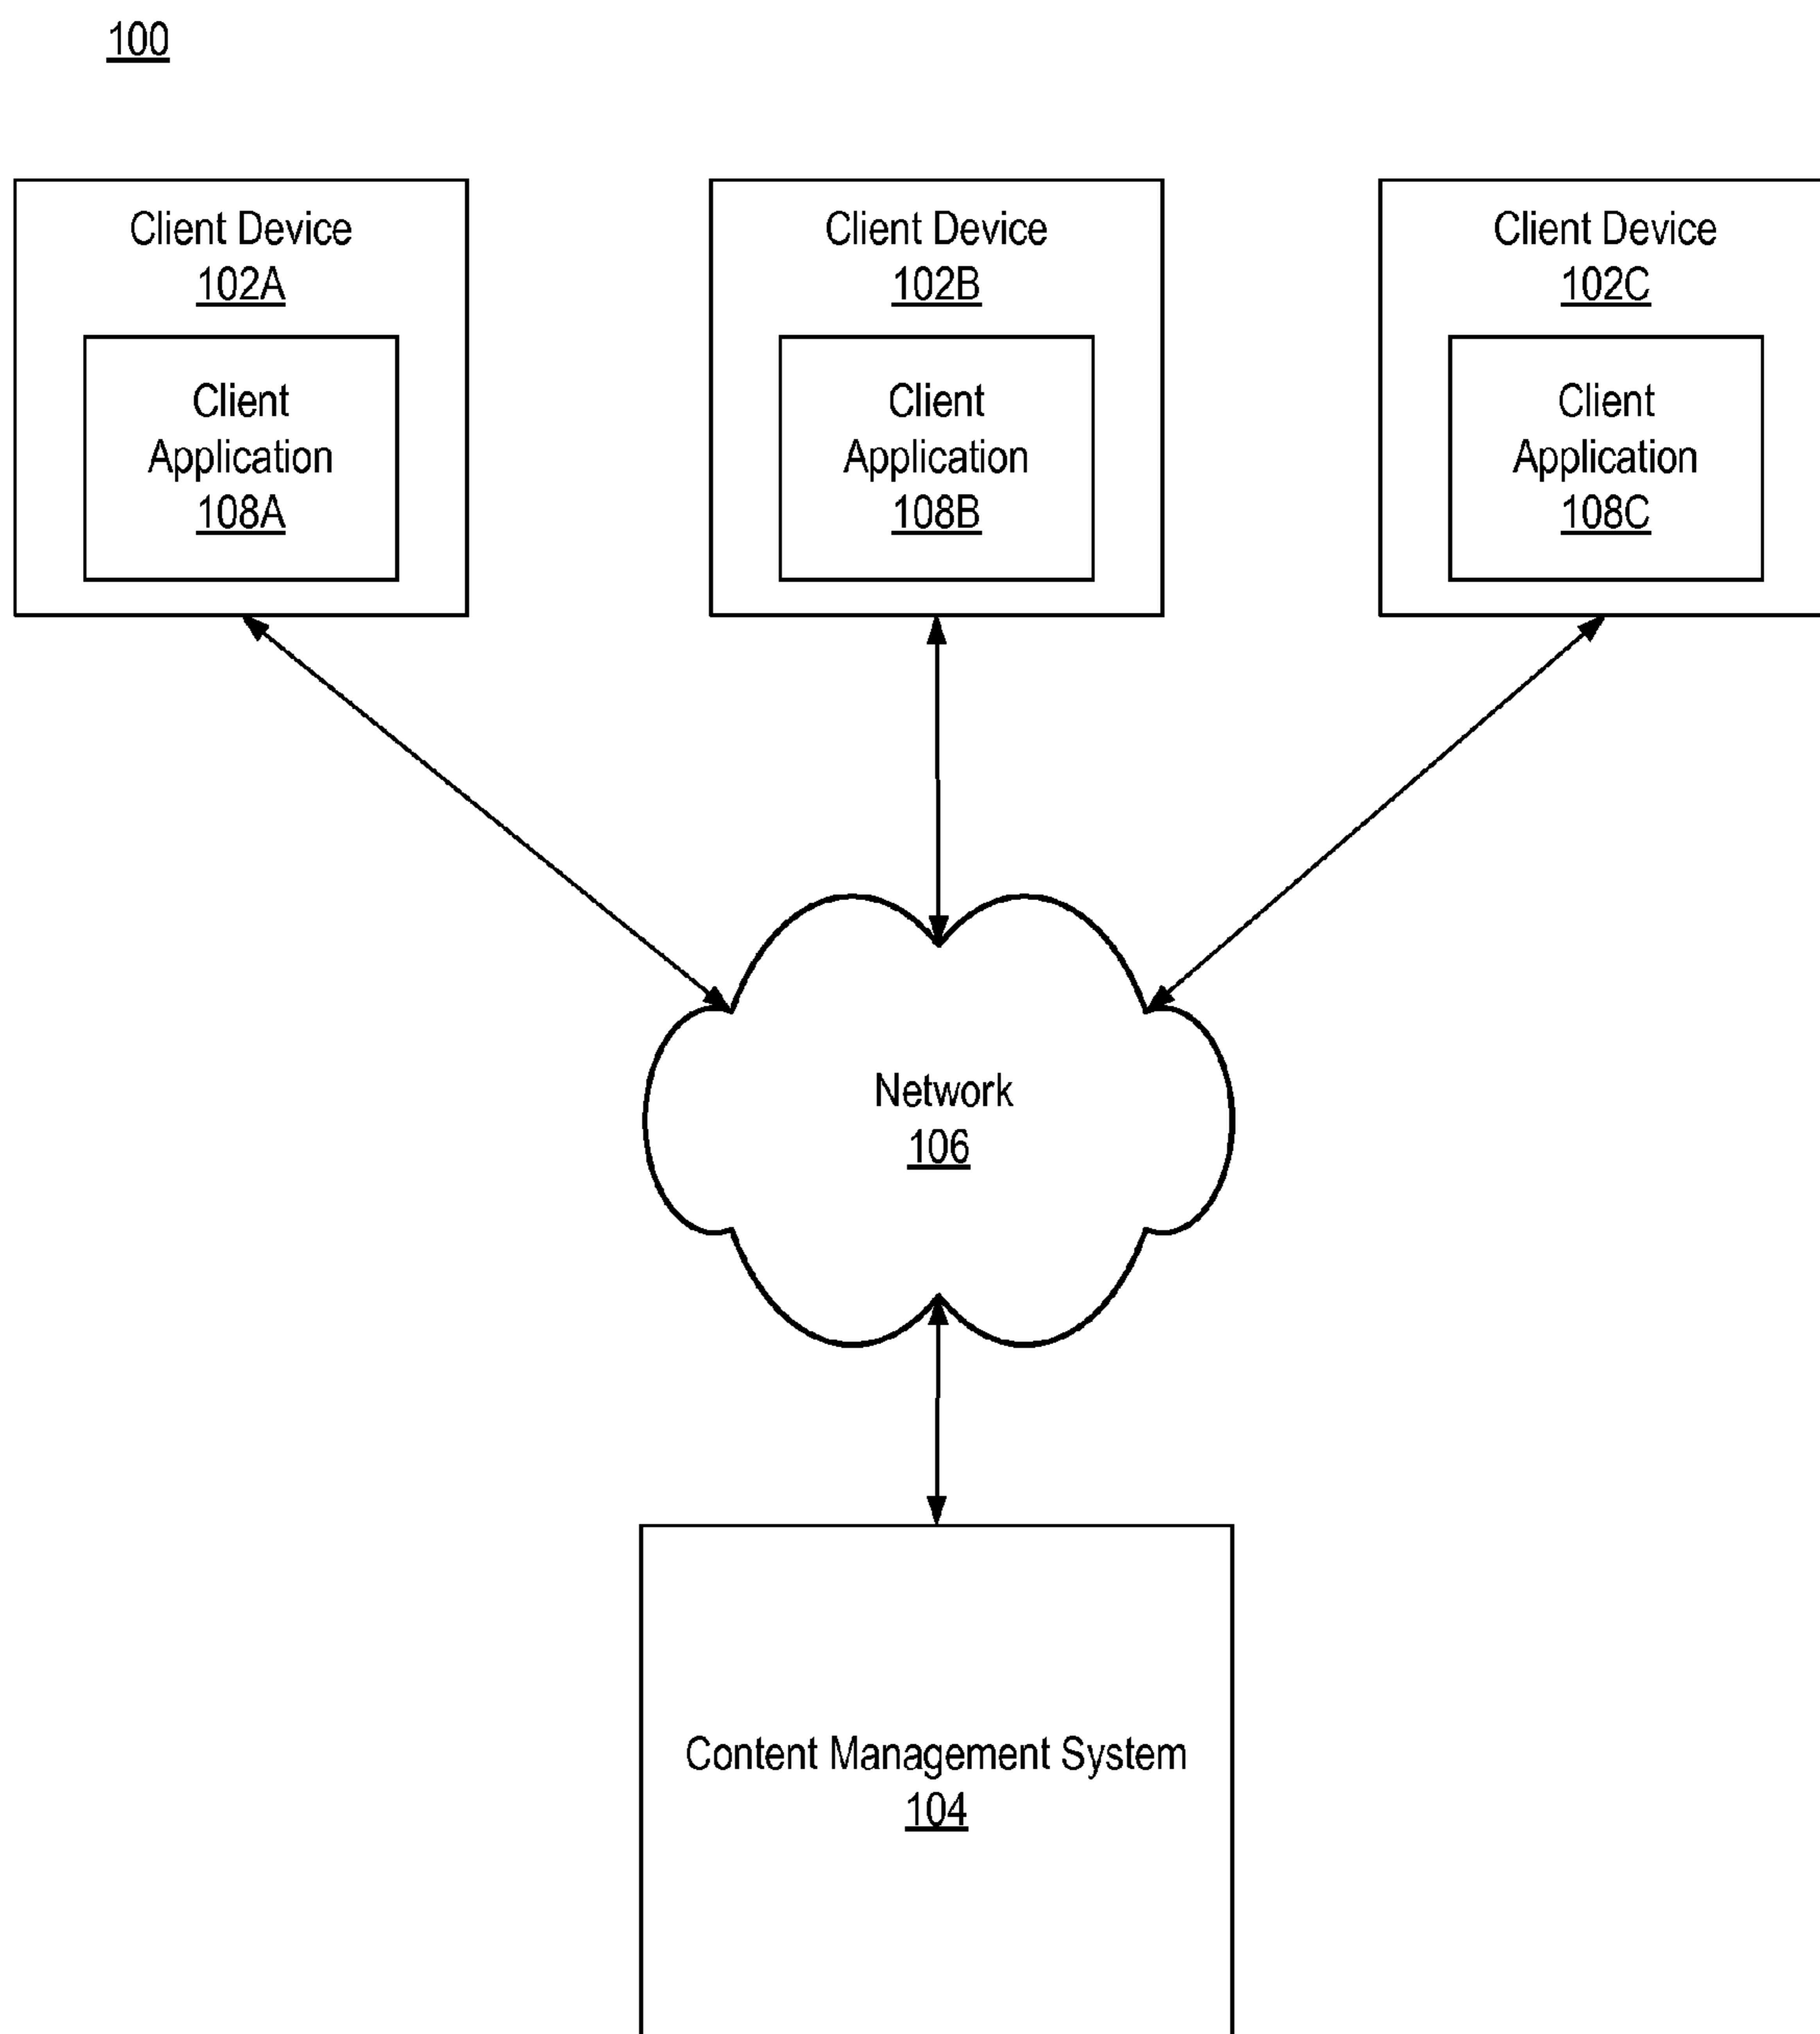 100
Client Device
102A
Client
Application
108A
Client Device
102B
Client
Application
108B
Client Device
102C
Client
Application
108C
Network
106
Content Management System
104